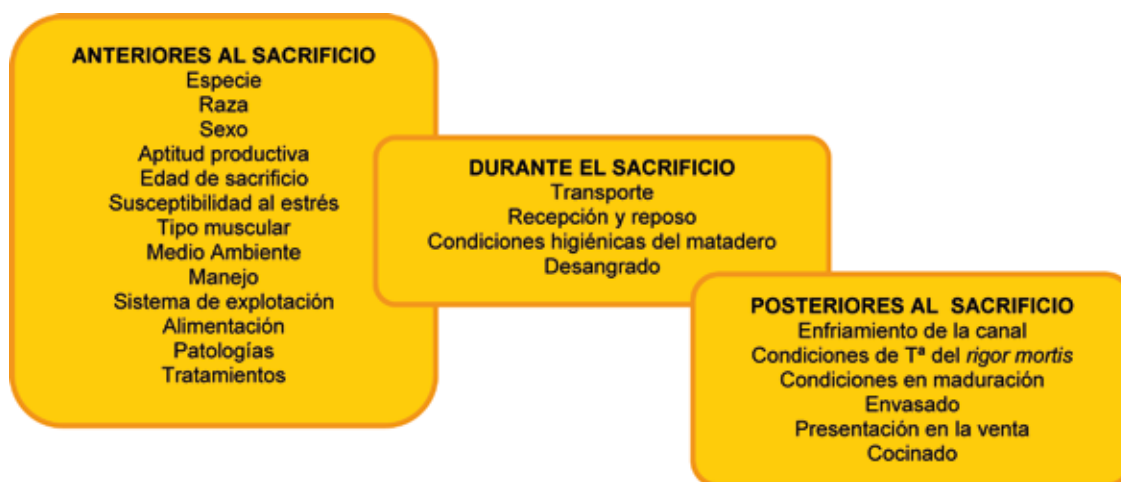 ANTERIORES AL SACRIFICIO
Especie
Raza
Sexo
Aptitud productiva
Edad de sacrificio
Susceptibilidad al estrés
Tipo muscular
Medio Ambiente
Manejo
Sistema de explotación
Alimentación
Patologías
Tratamientos
DURANTE EL SACRIFICIO
Transporte
Recepción y reposo
Condiciones higiénicas del matadero
Desangrado
POSTERIORES AL SACRIFICIO
Enfriamiento de la canal
Condiciones de Tª del rigor mortis
Condiciones en maduración
Envasado
Presentación en la venta
Cocinado